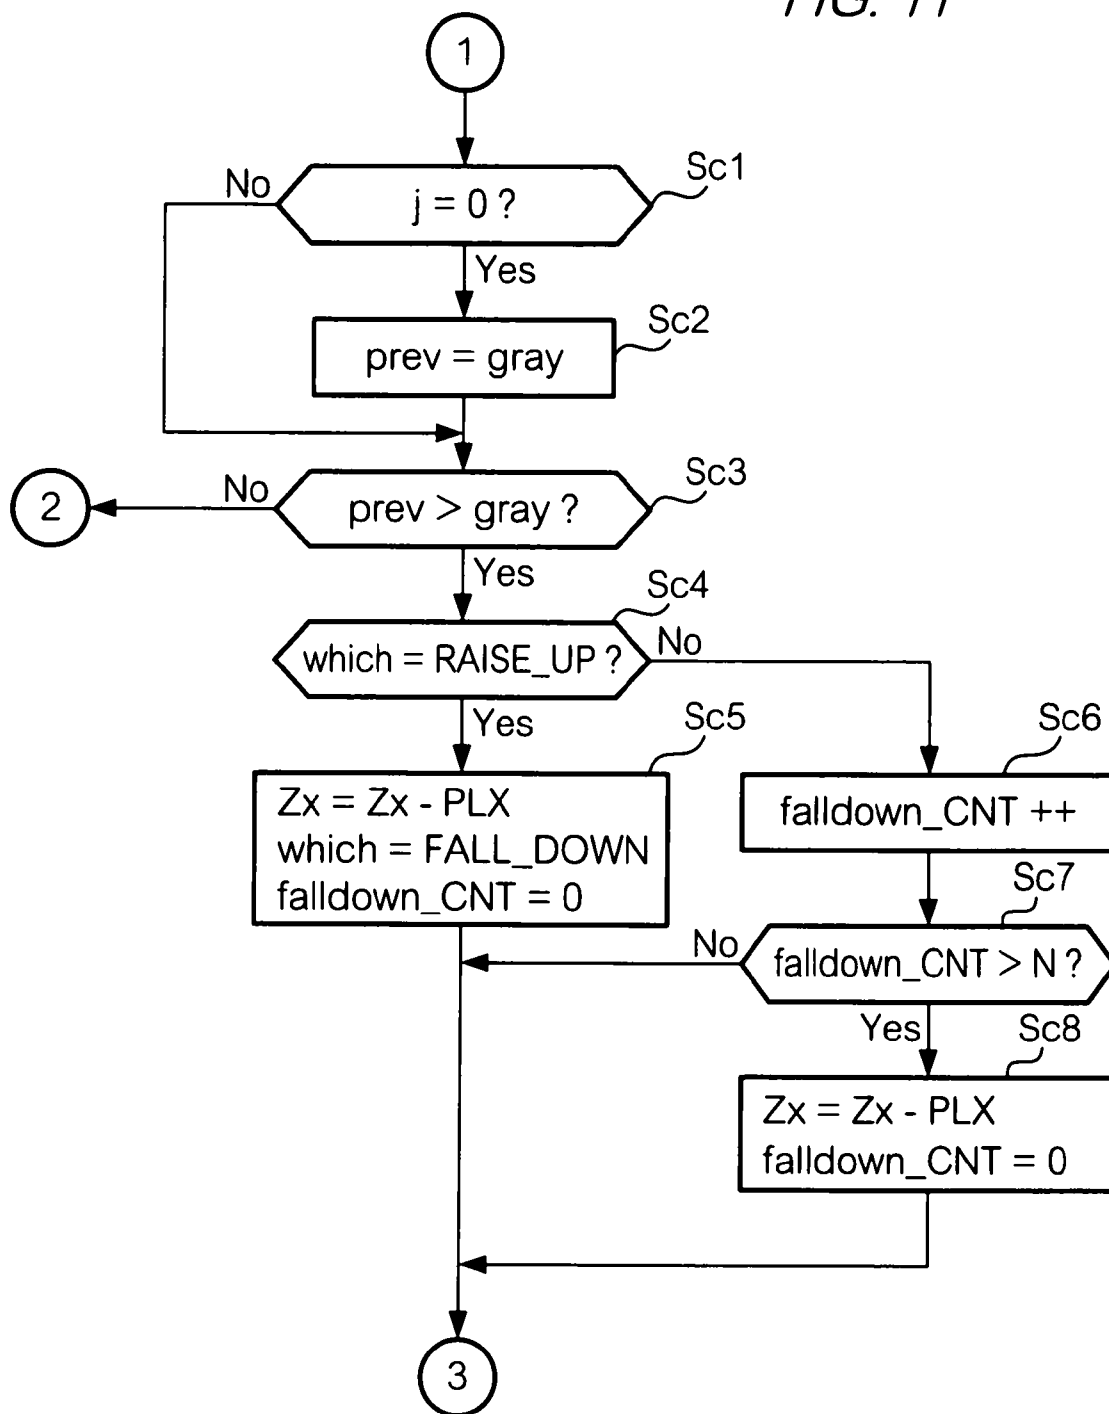 FIG. 11
1
Sc1
No
j = 0 ?
Yes
Sc2
prev = gray
Sc3
2
No
prev > gray ?
Yes
Sc4
which = RAISE_UP ?
No
Yes
Sc5
Sc6
Zx = Zx - PLX
which = FALL_DOWN
falldown_CNT = 0
falldown_CNT ++
Sc7
No
falldown_CNT > N ?
Yes
Sc8
Zx = Zx - PLX
falldown_CNT = 0
3